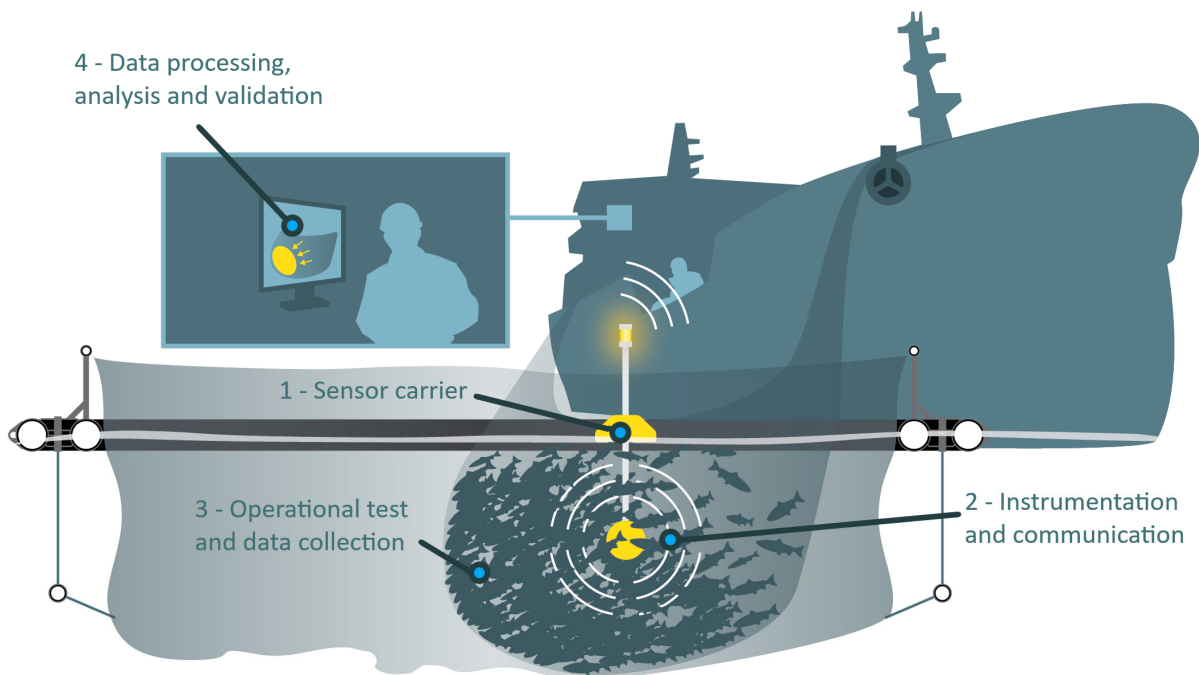 4 - Data processing,
analysis and validation
1 - Sensor carrier
3 - Operational test
and data collection
2 - Instrumentation
and communication